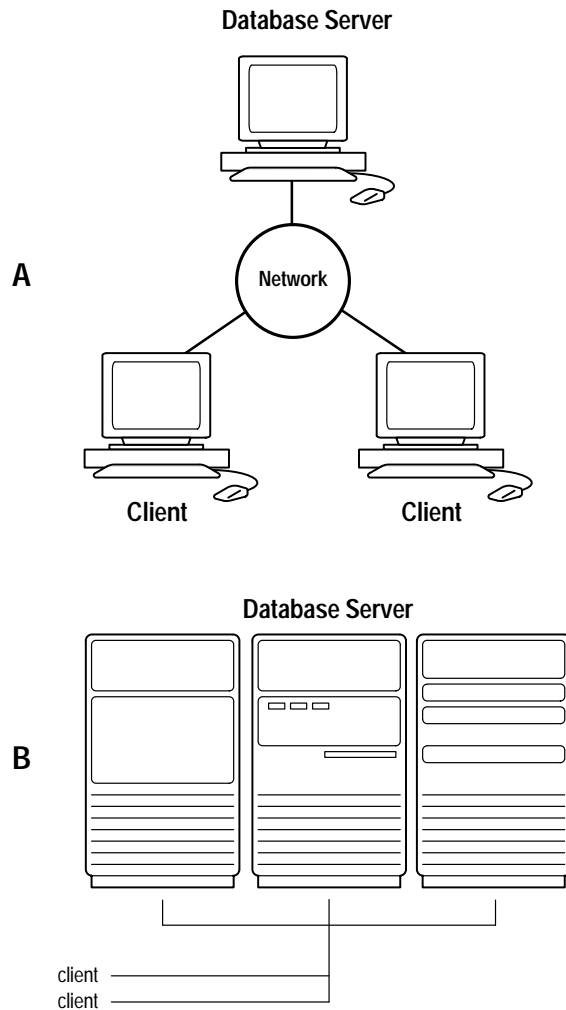 Database Server
A
Network
Client
Client
Database Server
B
client
client